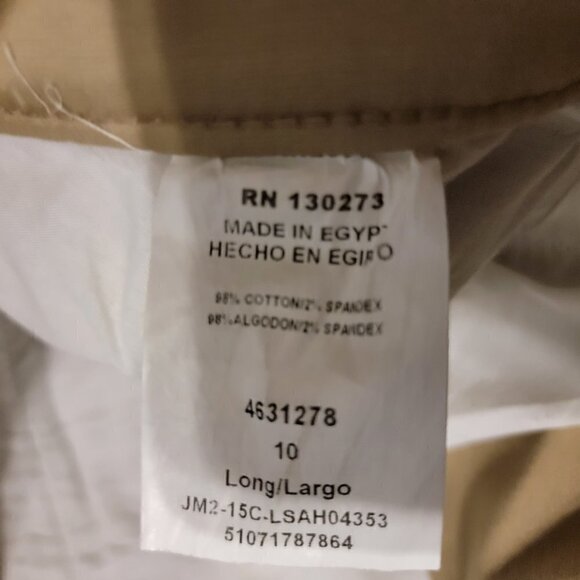 RN 130273
MADE IN EGYPT
HECHO EN EGIPTO
98% COTTON/2% SPANDEX
98%ALGODON/2% SPANDEX
4631278
10
Long/Largo
JM2-15C-LSAH04353
51071787864